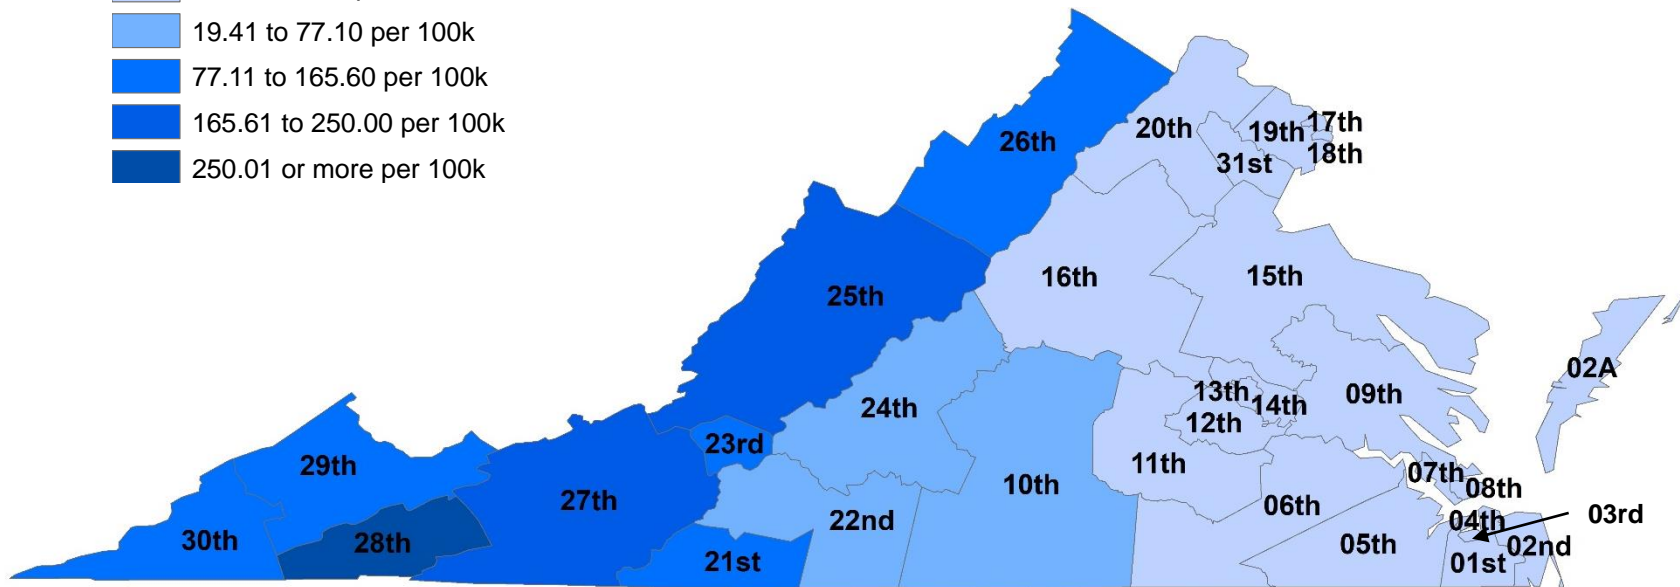 19.41 to 77.10 per 100k
77.11 to 165.60 per 100k
165.61 to 250.00 per 100k
250.01 or more per 100k
26th
20th
19th
17th
18th
31st
25th
16th
15th
02A
24th
13th
14th
12th
09th
23rd
29th
11th
27th
10th
07th
08th
06th
30th
28th
22nd
04th
03rd
05th
02nd
21st
01st